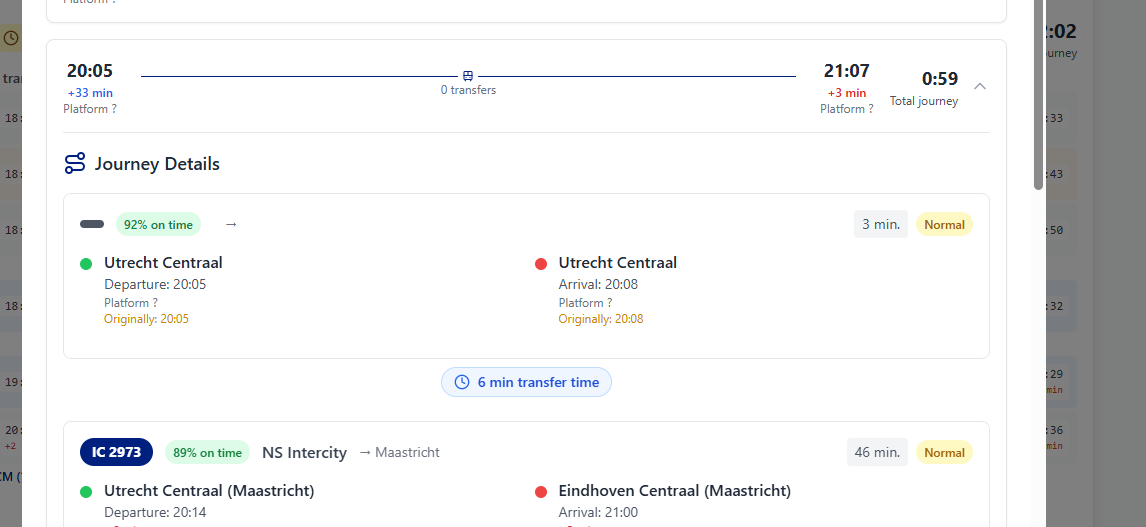 Platform ?
20:05
+33 min
Platform ?
0 transfers
21:07
+3 min
Platform ?
0:59
Total journey
Journey Details
92% on time →
3 min.
Normal
Utrecht Centraal
Departure: 20:05
Platform ?
Originally: 20:05
Utrecht Centraal
Arrival: 20:08
Platform ?
Originally: 20:08
6 min transfer time
IC 2973 89% on time NS Intercity → Maastricht
46 min.
Normal
Utrecht Centraal (Maastricht)
Departure: 20:14
Eindhoven Centraal (Maastricht)
Arrival: 21:00
tra
18:
18:
18:
18:
19:
20:
+2
:02
ourney
:33
:43
:50
:32
:29
min
:36
min